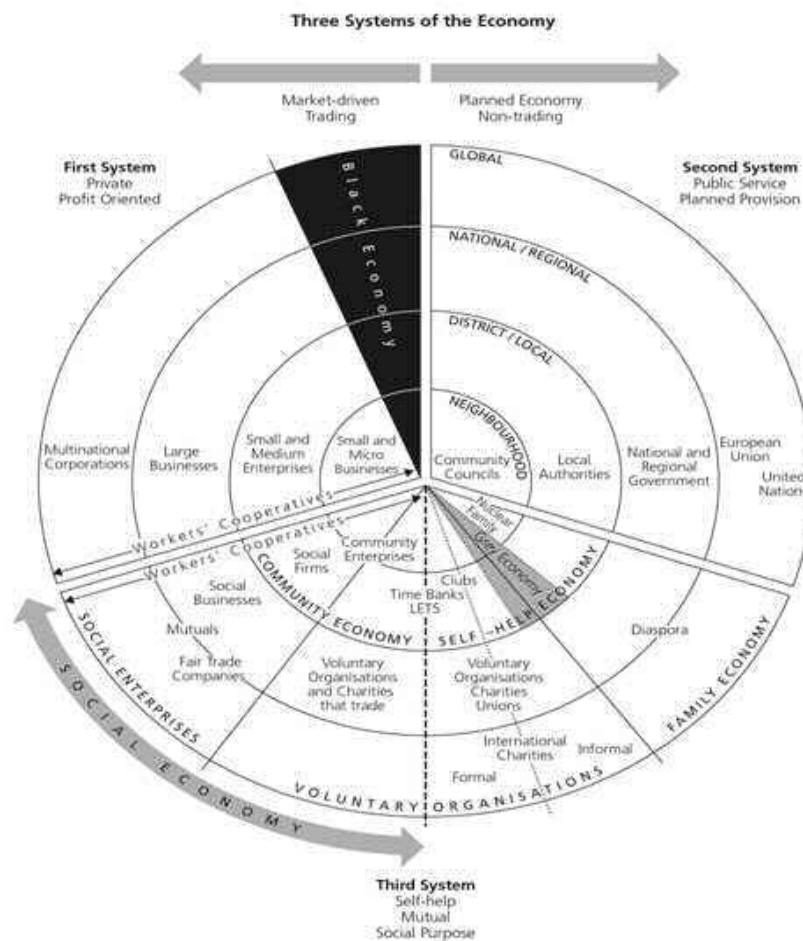 Three Systems of the Economy
Market-driven
Trading
Planned Economy
Non-trading
First System
Private
Profit Oriented
Second System
Public Service
Planned Provision
Black Economy
GLOBAL
NATIONAL / REGIONAL
DISTRICT / LOCAL
NEIGHBOURHOOD
Multinational
Corporations
Large
Businesses
Small and
Medium
Enterprises
Small and
Micro
Businesses
Community
Councils
Local
Authorities
National and
Regional
Government
European
Union
United
Nation
Workers' Cooperatives
Workers' Cooperatives
Nuclear
Family
Grey Economy
Community
Enterprises
Social
Firms
Social
Businesses
Mutuals
Fair Trade
Companies
Clubs
Time Banks
LETS
COMMUNITY ECONOMY
SELF-HELP ECONOMY
Diaspora
Voluntary
Organisations
and Charities
that trade
Voluntary
Organisations
Charities
Unions
International
Charities
Informal
Formal
SOCIAL ENTERPRISES
VOLUNTARY ORGANISATIONS
FAMILY ECONOMY
SOCIAL ECONOMY
Third System
Self-help
Mutual
Social Purpose